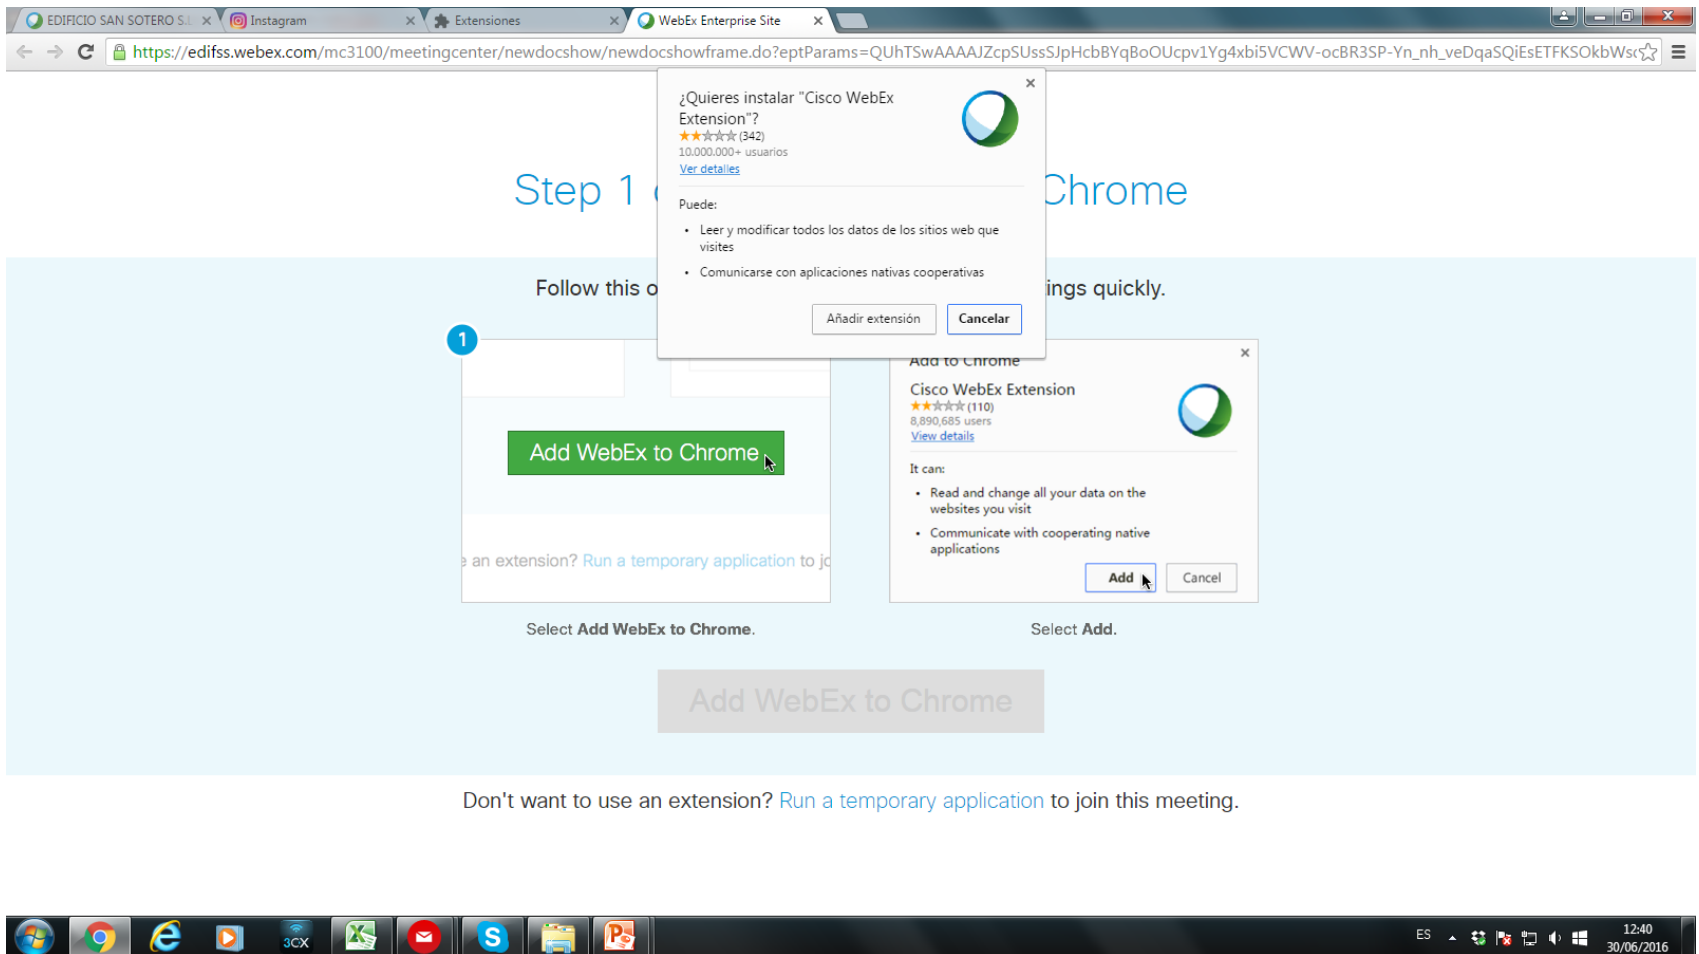 EDIFICIO SAN SOTERO S.L
Instagram
Extensiones
WebEx Enterprise Site
https://edifss.webex.com/mc3100/meetingcenter/newdocshow/newdocshowframe.do?eptParams=
¿Quieres instalar "Cisco WebEx
Extension"?
(342)
10.000.000+ usuarios
Ver detalles
Puede:
• Leer y modificar todos los datos de los sitios web que
visites
• Comunicarse con aplicaciones nativas cooperativas
Añadir extensión
Cancelar
Step 1
Chrome
Follow this
ings quickly.
1
Add WebEx to Chrome
an extension? Run a temporary application to jo
Select Add WebEx to Chrome.
Add to Chrome
Cisco WebEx Extension
(110)
8,890,685 users
View details
It can:
• Read and change all your data on the
websites you visit
• Communicate with cooperating native
applications
Add
Cancel
Select Add.
Add WebEx to Chrome
Don't want to use an extension? Run a temporary application to join this meeting.
3CX
ES
12:40
30/06/2016